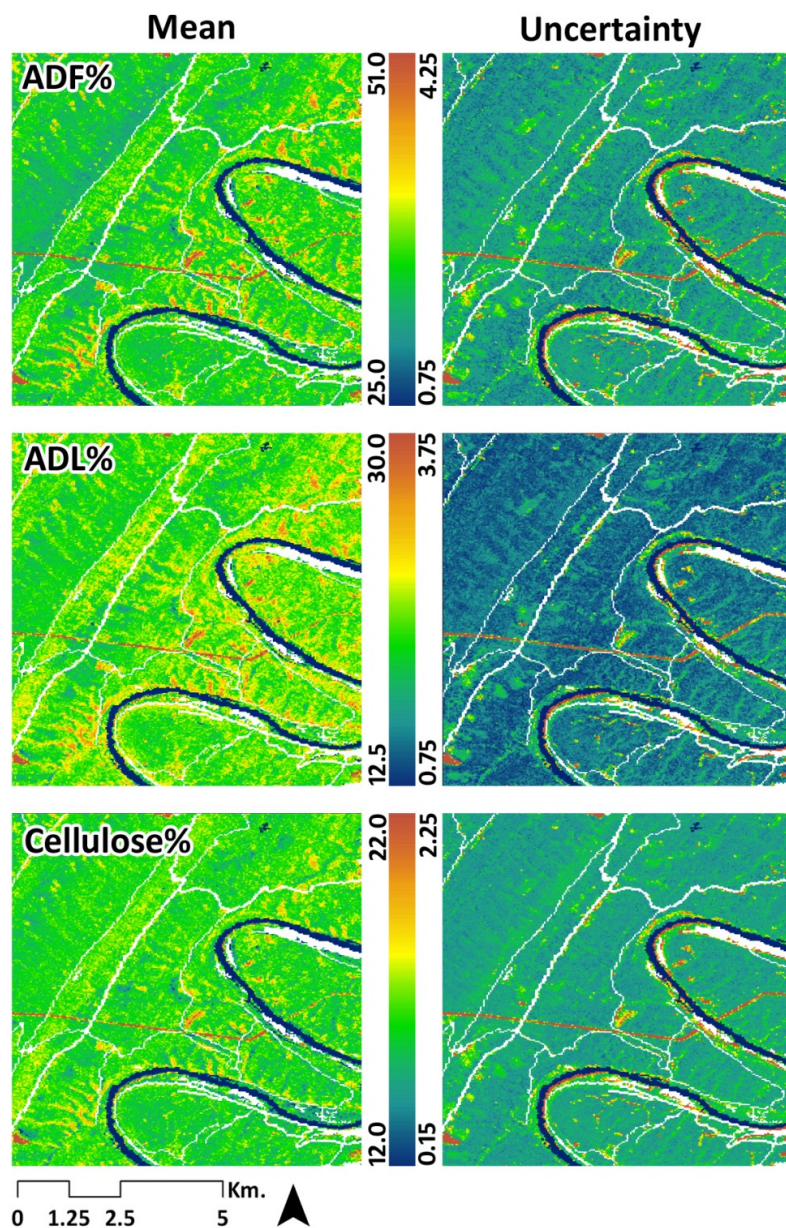 Mean Uncertainty
ADF% 51.0 4.25
25.0 0.75
ADL% 30.0 3.75
12.5 0.75
Cellulose% 22.0 2.25
12.0 0.15
Km.
0 1.25 2.5 5